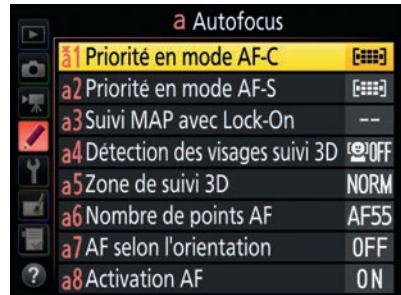 a Autofocus
a1 Priorité en mode AF-C
a2 Priorité en mode AF-S
a3 Suivi MAP avec Lock-On --
a4 Détection des visages suivi 3D OFF
a5 Zone de suivi 3D NORM
a6 Nombre de points AF AF55
a7 AF selon l'orientation OFF
a8 Activation AF ON
?